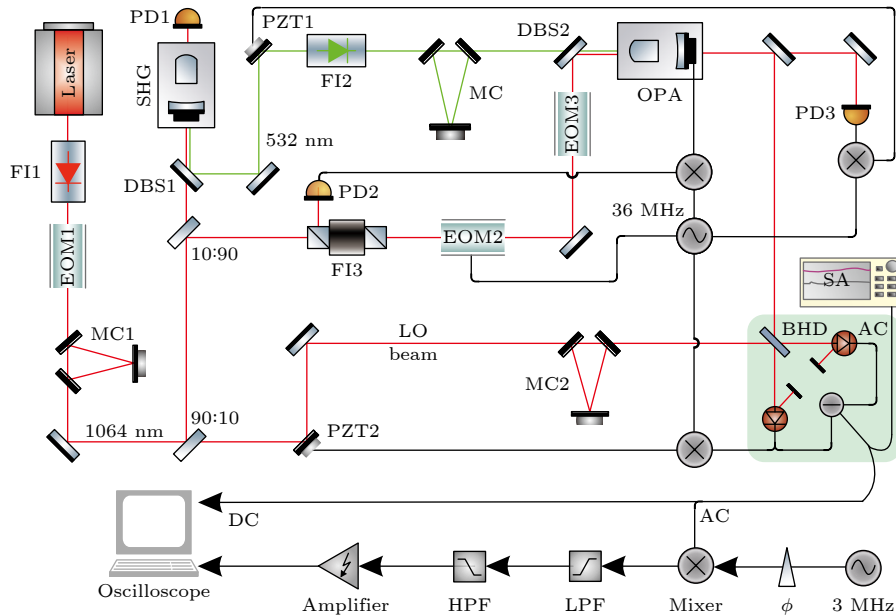 PD1
PZT1
DBS2
Laser
SHG
FI2
MC
OPA
EOM3
PD3
532 nm
FI1
DBS1
PD2
36 MHz
EOM1
10:90
FI3
EOM2
SA
MC1
LO
beam
BHD
AC
MC2
90:10
1064 nm
PZT2
DC
AC
Oscilloscope
Amplifier
HPF
LPF
Mixer
ϕ
3 MHz